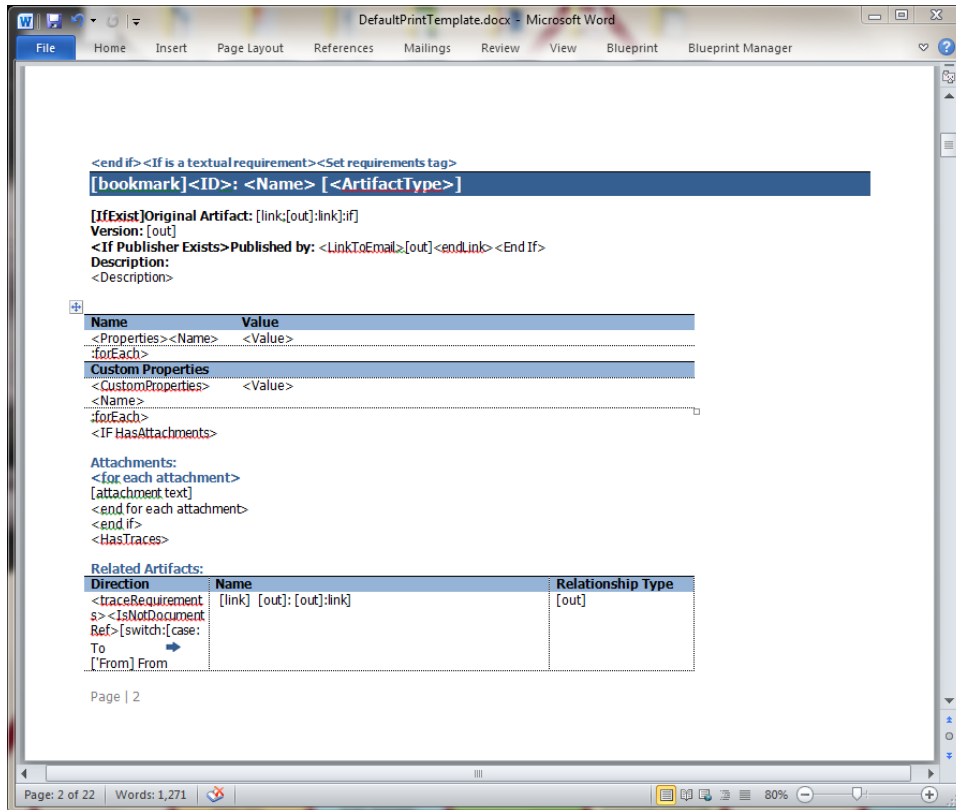 DefaultPrintTemplate.docx - Microsoft Word
File Home Insert Page Layout References Mailings Review View Blueprint Blueprint Manager
<end if><If is a textual requirement><Set requirements tag>
[bookmark]<ID>: <Name> [<ArtifactType>]
[IfExist]Original Artifact: [link;[out]:link]:if]
Version: [out]
<If Publisher Exists>Published by: <LinkToEmail>[out]<endLink><End If>
Description:
<Description>
Name Value
<Properties><Name> <Value>
:forEach>
Custom Properties
<CustomProperties> <Value>
<Name>
:forEach>
<IF HasAttachments>
Attachments:
<for each attachment>
[attachment text]
<end for each attachment>
<end if>
<HasTraces>
Related Artifacts:
Direction Name Relationship Type
<traceRequirement [link] [out]: [out]:link] [out]
s><IsNotDocument
Ref>[switch:[case:
To
['From] From
Page | 2
Page: 2 of 22 Words: 1,271 80%